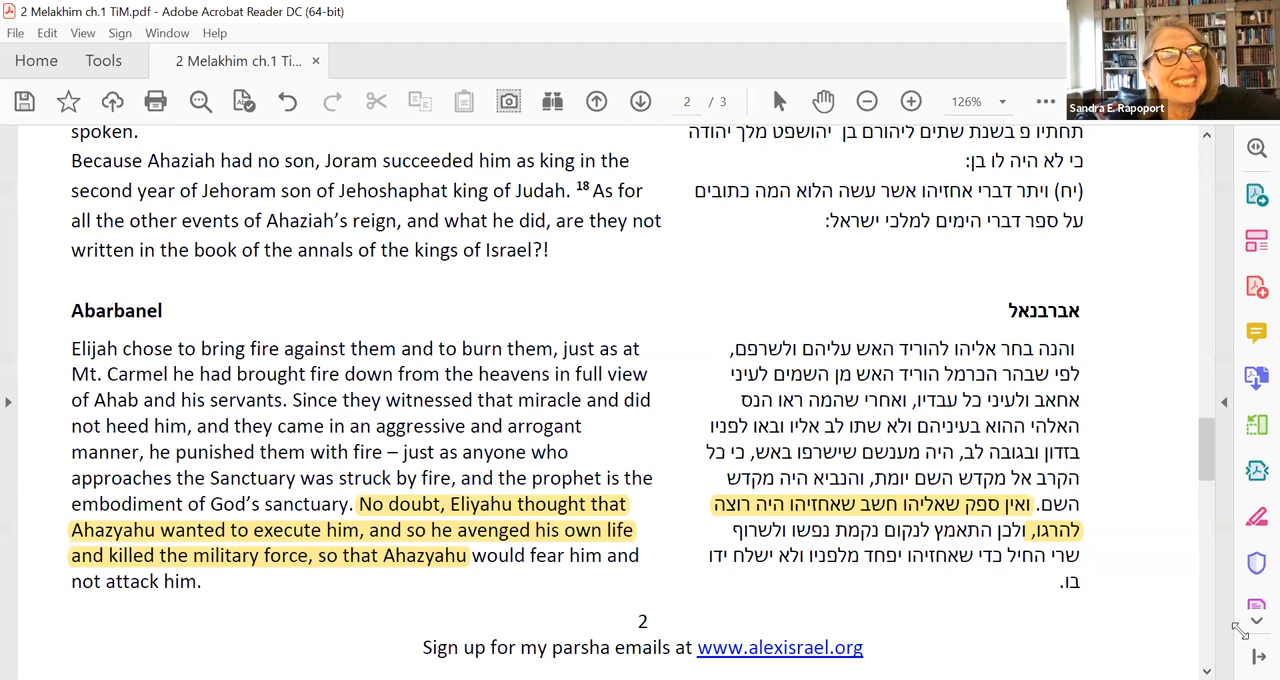 2 Melakhim ch.1 TiM.pdf - Adobe Acrobat Reader DC (64-bit)
File Edit View Sign Window Help
Home Tools 2 Melakhim ch.1 Ti... ×
2 / 3 126%
Sandra E. Rapoport
spoken.
Because Ahaziah had no son, Joram succeeded him as king in the
second year of Jehoram son of Jehoshaphat king of Judah. 18 As for
all the other events of Ahaziah's reign, and what he did, are they not
written in the book of the annals of the kings of Israel?!
תחתיו פ בשנת שתים ליהורם בן יהושפט מלך יהודה
כי לא היה לו בן:
(יח) ויתר דברי אחזיהו אשר עשה הלוא המה כתובים
על ספר דברי הימים למלכי ישראל:
Abarbanel
Elijah chose to bring fire against them and to burn them, just as at
Mt. Carmel he had brought fire down from the heavens in full view
of Ahab and his servants. Since they witnessed that miracle and did
not heed him, and they came in an aggressive and arrogant
manner, he punished them with fire – just as anyone who
approaches the Sanctuary was struck by fire, and the prophet is the
embodiment of God's sanctuary. No doubt, Eliyahu thought that
Ahazyahu wanted to execute him, and so he avenged his own life
and killed the military force, so that Ahazyahu would fear him and
not attack him.
אברבנאל
והנה בחר אליהו להוריד האש עליהם ולשרפם,
לפי שבהר הכרמל הוריד האש מן השמים לעיני
אחאב ולעיני כל עבדיו, ואחרי שהמה ראו הנס
האלהי ההוא בעיניהם ולא שתו לב אליו ובאו לפניו
בזדון ובגובה לב, היה מענשם שישרפו באש, כי כל
הקרב אל מקדש השם יומת, והנביא היה מקדש
השם. ואין ספק שאליהו חשב שאחזיהו היה רוצה
להרגו, ולכן התאמץ לנקום נקמת נפשו ולשרוף
שרי החיל כדי שאחזיהו יפחד מלפניו ולא ישלח ידו
בו.
2
Sign up for my parsha emails at www.alexisrael.org